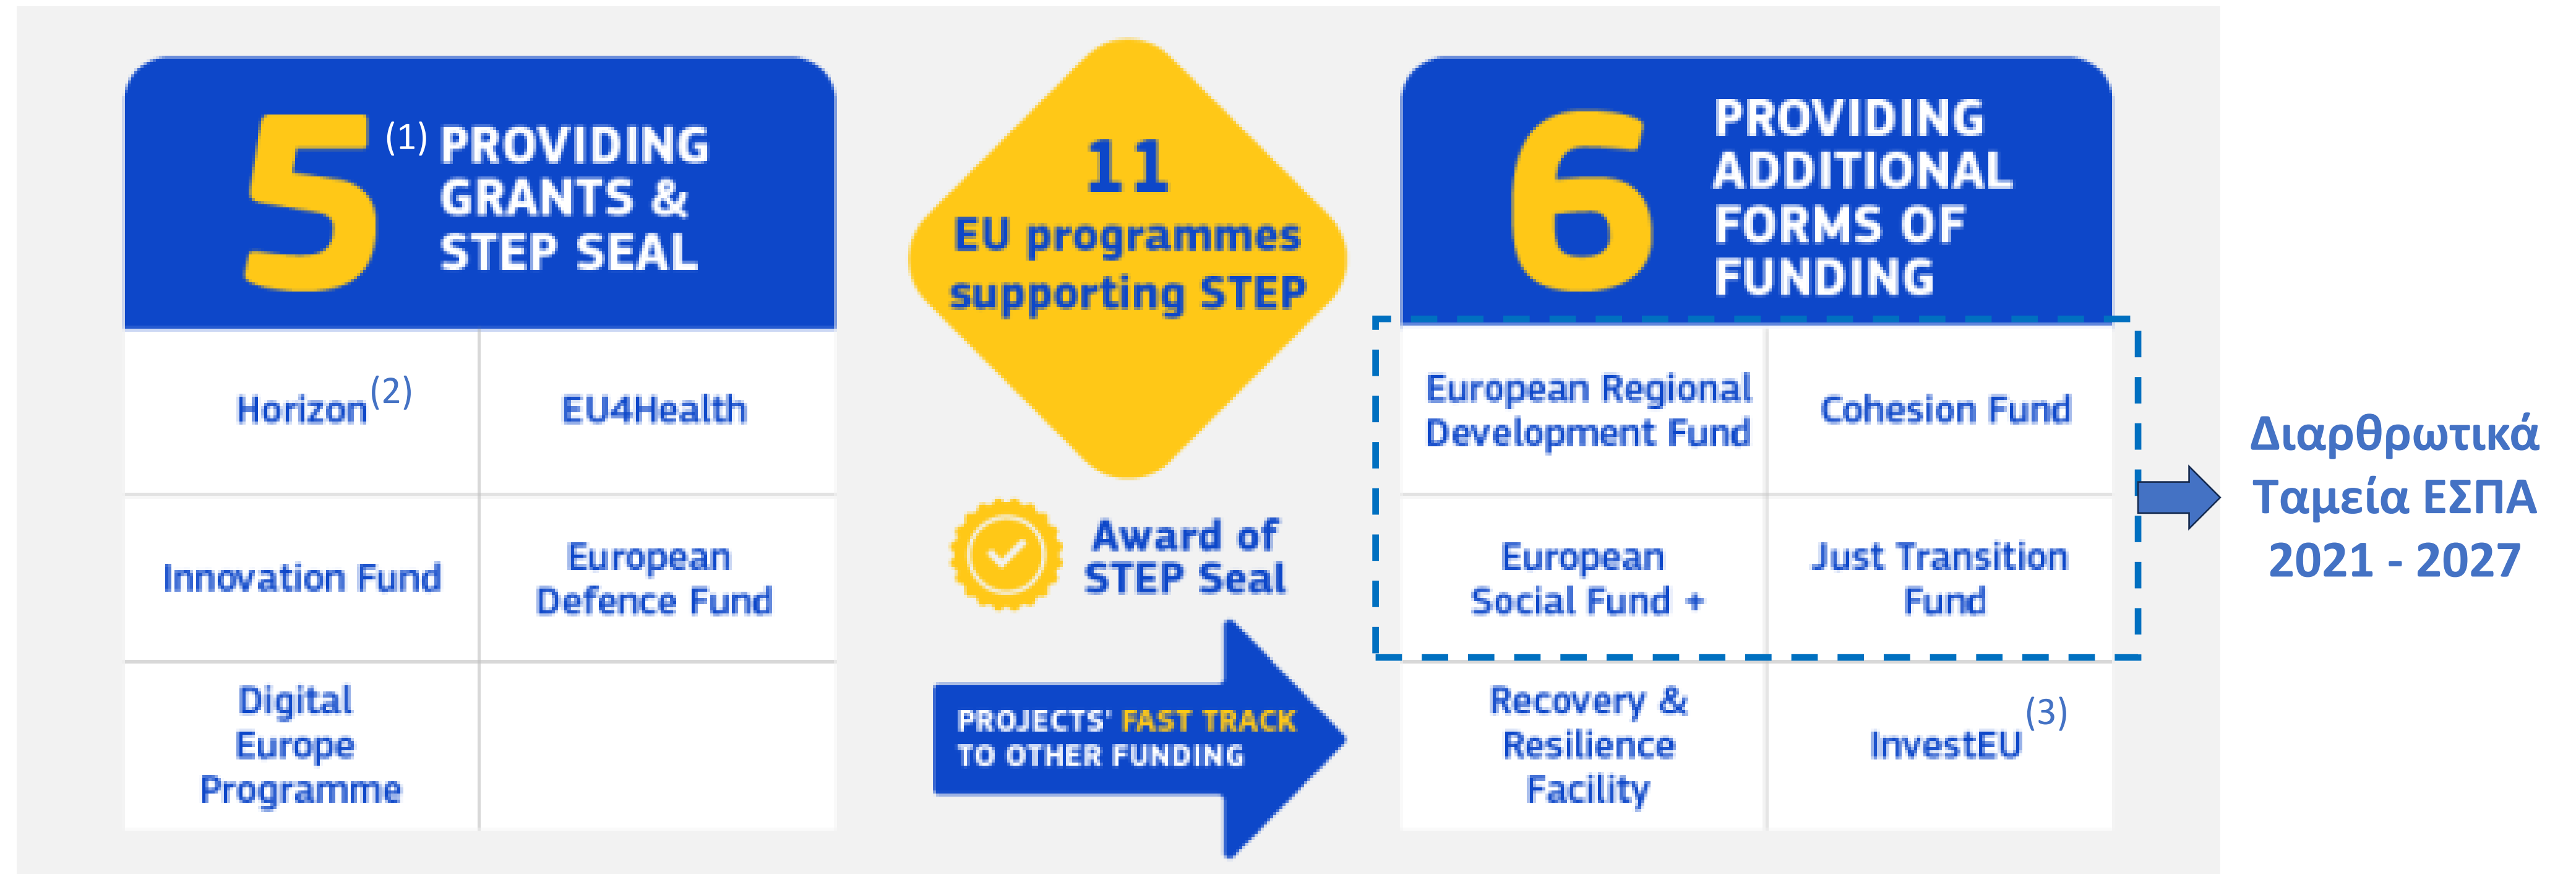 5 (1) PROVIDING
GRANTS &
STEP SEAL
Horizon(2)
EU4Health
Innovation Fund
European
Defence Fund
Digital
Europe
Programme
11
EU programmes
supporting STEP
Award of
STEP Seal
PROJECTS' FAST TRACK
TO OTHER FUNDING
6 PROVIDING
ADDITIONAL
FORMS OF
FUNDING
European Regional
Development Fund
Cohesion Fund
European
Social Fund +
Just Transition
Fund
Recovery &
Resilience
Facility
InvestEU (3)
Διαρθρωτικά
Ταμεία ΕΣΠΑ
2021 - 2027